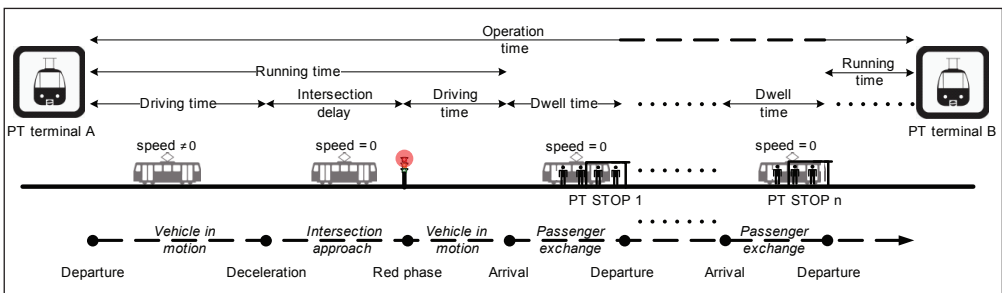 Operation
time
Running time
Running
time
Driving time
Intersection
delay
Driving
time
Dwell time
Dwell
time
PT terminal A
PT terminal B
speed ≠ 0
speed = 0
speed = 0
speed = 0
PT STOP 1
PT STOP n
Vehicle in
motion
Intersection
approach
Vehicle in
motion
Passenger
exchange
Passenger
exchange
Departure
Deceleration
Red phase
Arrival
Departure
Arrival
Departure